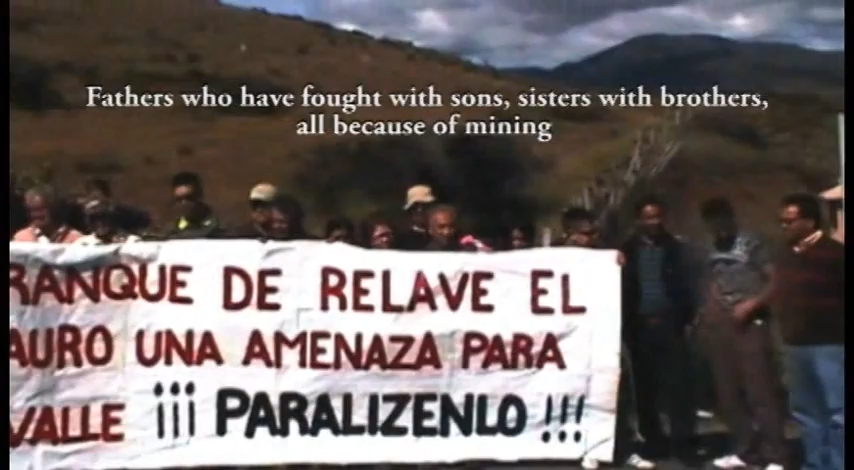 Fathers who have fought with sons, sisters with brothers,
all because of mining
RANQUE DE RELAVE EL
AURO UNA AMENAZA PARA
VALLE ¡¡¡ PARALIZENLO !!!